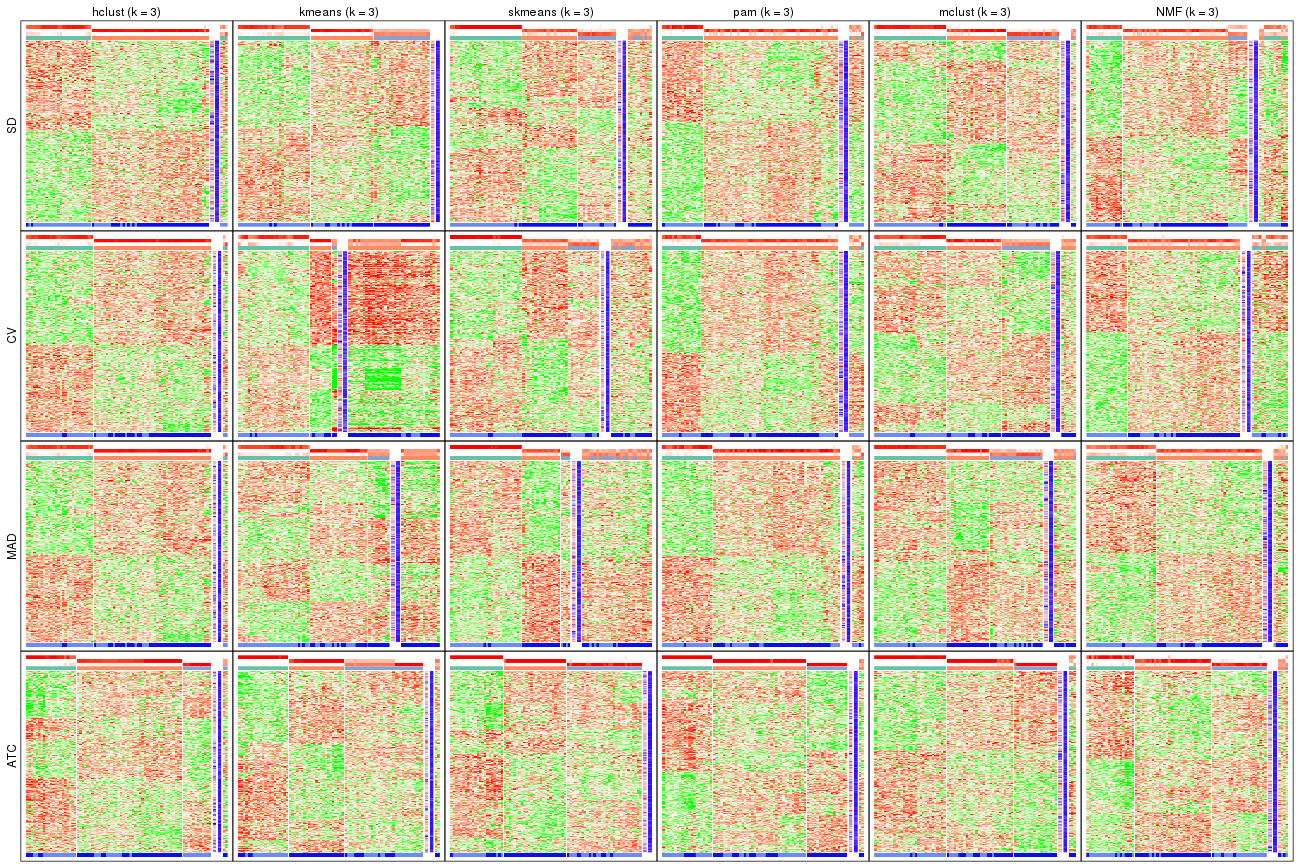 hclust (k = 3) kmeans (k = 3) skmeans (k = 3) pam (k = 3) mclust (k = 3) NMF (k = 3)
SD
CV
MAD
ATC